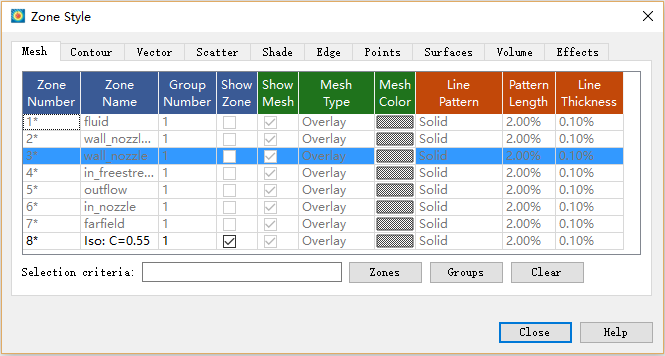 Zone Style
Mesh Contour Vector Scatter Shade Edge Points Surfaces Volume Effects
Zone Number Zone Name Group Number Show Zone Show Mesh Mesh Type Mesh Color Line Pattern Pattern Length Line Thickness
1* fluid 1 Overlay Solid 2.00% 0.10%
2* wall_nozzl... 1 Overlay Solid 2.00% 0.10%
3* wall_nozzle 1 Overlay Solid 2.00% 0.10%
4* in_freestre... 1 Overlay Solid 2.00% 0.10%
5* outflow 1 Overlay Solid 2.00% 0.10%
6* in_nozzle 1 Overlay Solid 2.00% 0.10%
7* farfield 1 Overlay Solid 2.00% 0.10%
8* Iso: C=0.55 1 Overlay Solid 2.00% 0.10%
Selection criteria: Zones Groups Clear
Close Help